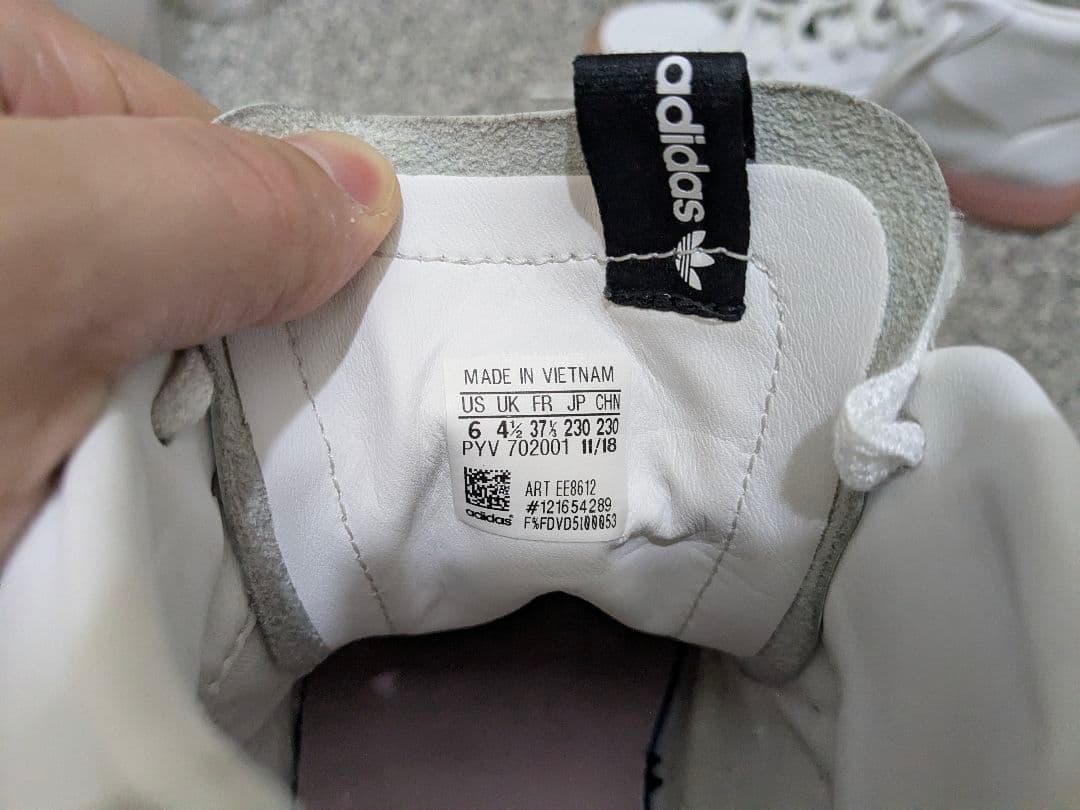 adidas
MADE IN VIETNAM
US UK FR JP CHN
6 4½ 37⅓ 230 230
PYV 702001 11/18
ART EE8612
#121654289
adidas
F%FDVD5I00053